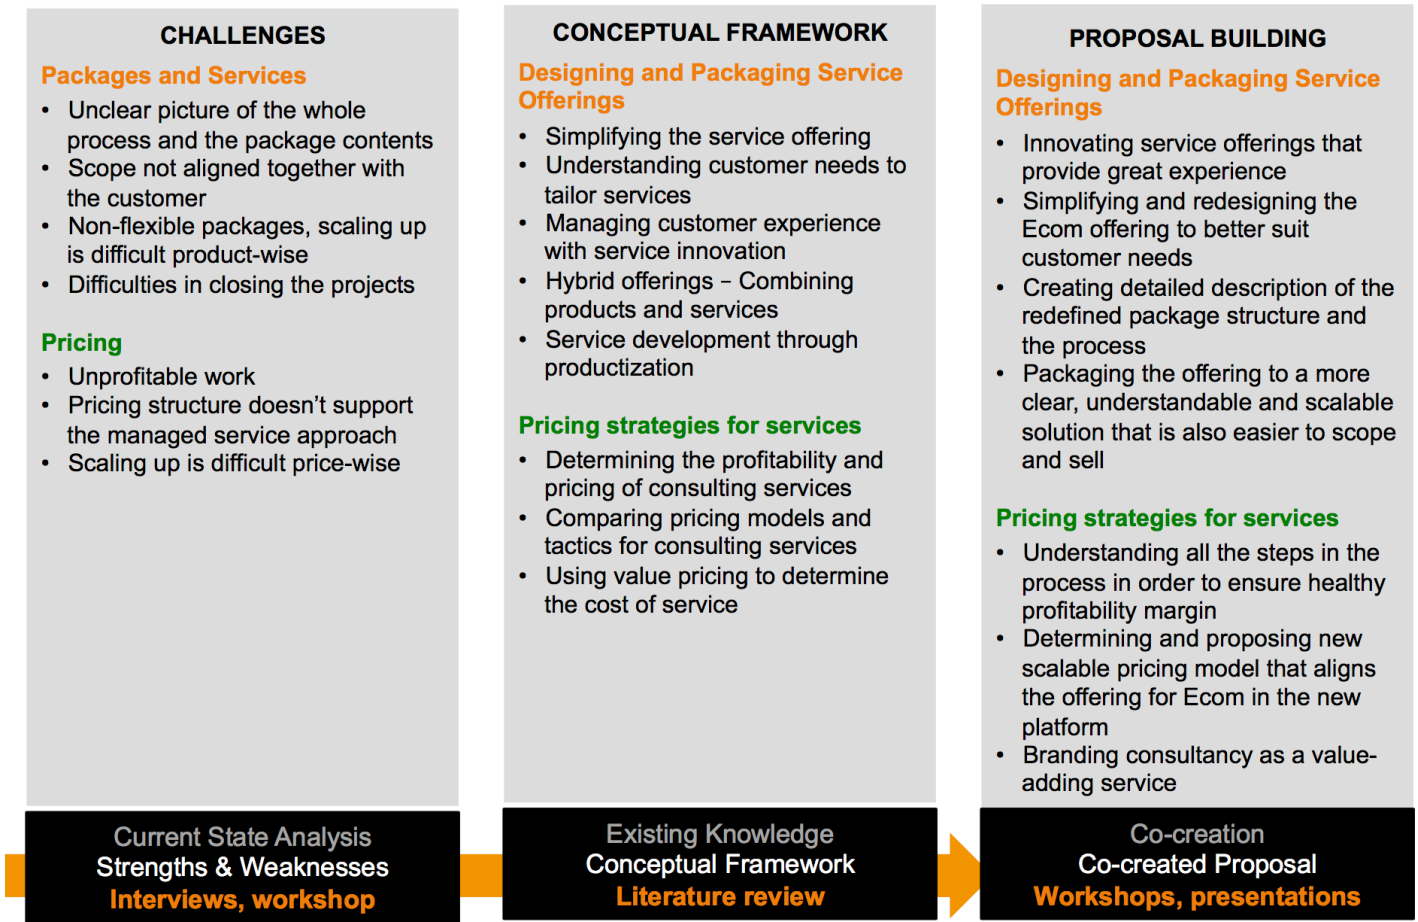 CHALLENGES
Packages and Services
• Unclear picture of the whole
process and the package contents
• Scope not aligned together with
the customer
• Non-flexible packages, scaling up
is difficult product-wise
• Difficulties in closing the projects
Pricing
• Unprofitable work
• Pricing structure doesn’t support
the managed service approach
• Scaling up is difficult price-wise
Current State Analysis
Strengths & Weaknesses
Interviews, workshop
CONCEPTUAL FRAMEWORK
Designing and Packaging Service
Offerings
• Simplifying the service offering
• Understanding customer needs to
tailor services
• Managing customer experience
with service innovation
• Hybrid offerings – Combining
products and services
• Service development through
productization
Pricing strategies for services
• Determining the profitability and
pricing of consulting services
• Comparing pricing models and
tactics for consulting services
• Using value pricing to determine
the cost of service
Existing Knowledge
Conceptual Framework
Literature review
PROPOSAL BUILDING
Designing and Packaging Service
Offerings
• Innovating service offerings that
provide great experience
• Simplifying and redesigning the
Ecom offering to better suit
customer needs
• Creating detailed description of the
redefined package structure and
the process
• Packaging the offering to a more
clear, understandable and scalable
solution that is also easier to scope
and sell
Pricing strategies for services
• Understanding all the steps in the
process in order to ensure healthy
profitability margin
• Determining and proposing new
scalable pricing model that aligns
the offering for Ecom in the new
platform
• Branding consultancy as a value-
adding service
Co-creation
Co-created Proposal
Workshops, presentations